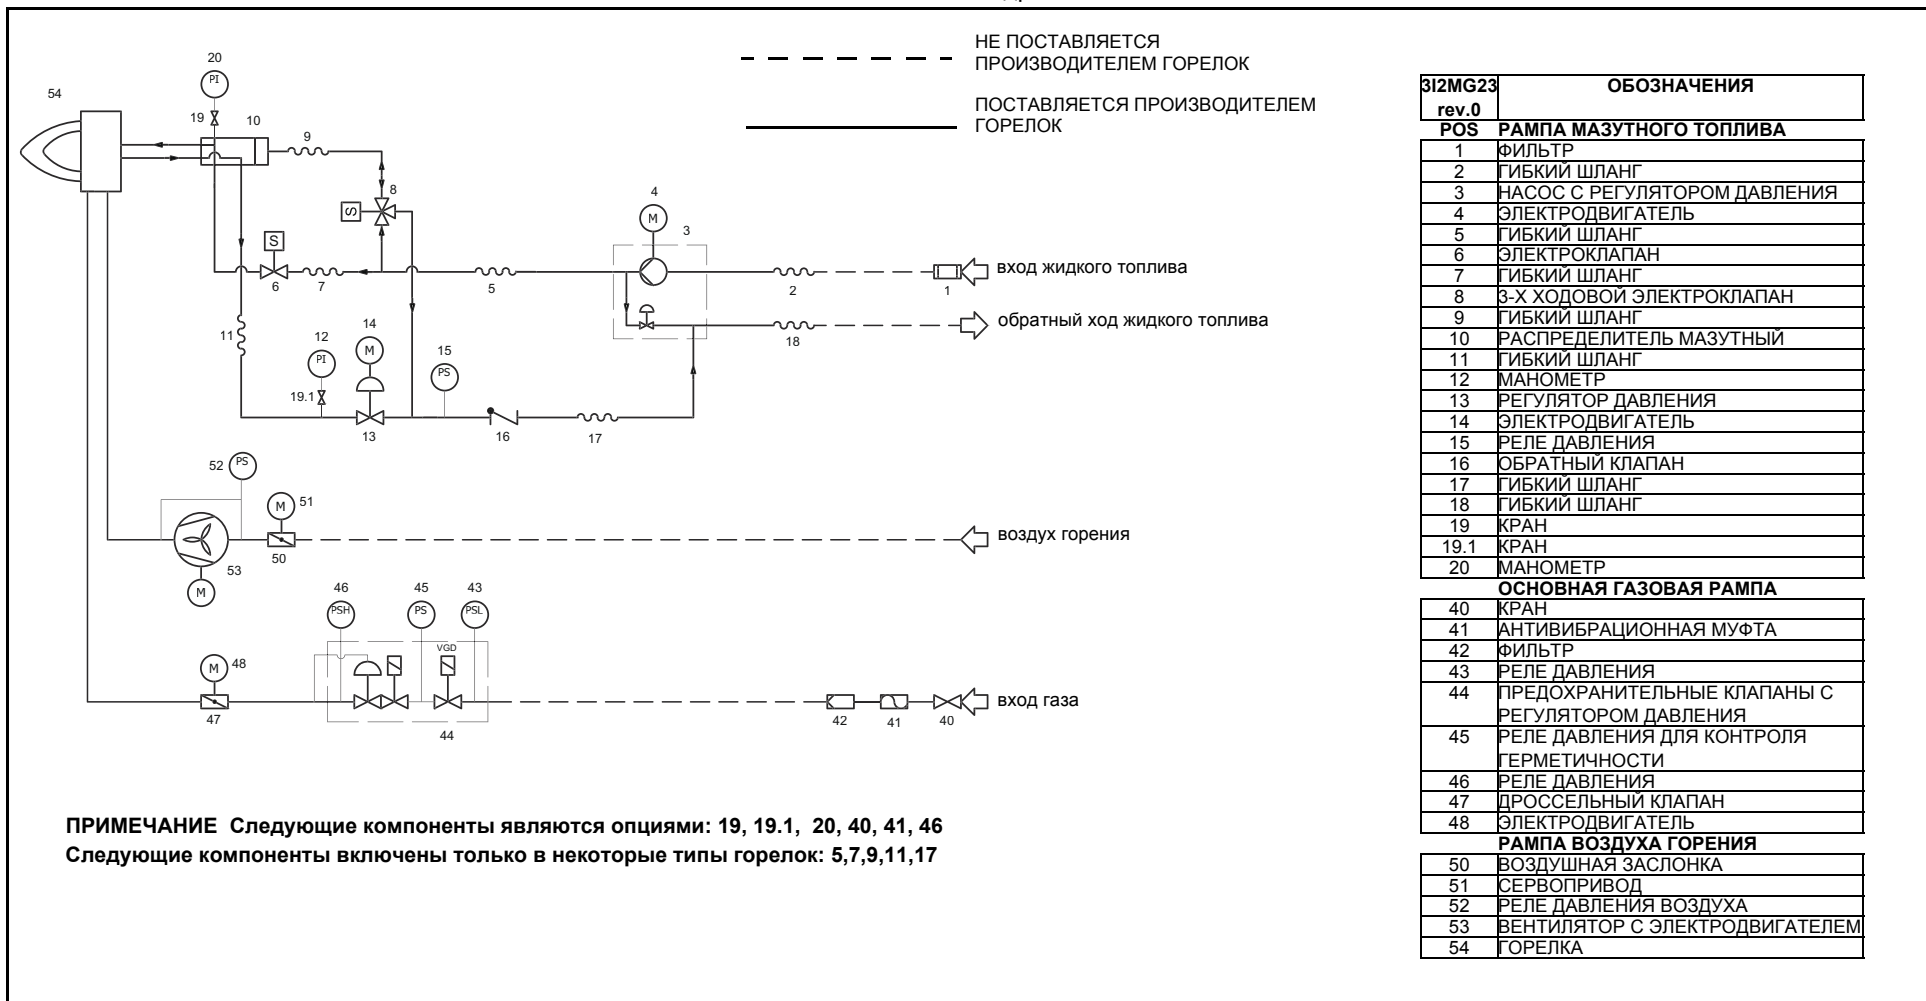 НЕ ПОСТАВЛЯЕТСЯ
ПРОИЗВОДИТЕЛЕМ ГОРЕЛОК
ПОСТАВЛЯЕТСЯ ПРОИЗВОДИТЕЛЕМ
ГОРЕЛОК
20
PI
54
19
10
9
8
S
4
M
3
S
6
7
5
2
1
вход жидкого топлива
обратный ход жидкого топлива
18
11
12
PI
19.1
14
M
13
15
PS
16
17
52
PS
M
51
50
53
M
воздух горения
46
PSH
45
PS
43
PSL
VGD
M
48
47
44
42
41
40
вход газа
ПРИМЕЧАНИЕ Следующие компоненты являются опциями: 19, 19.1, 20, 40, 41, 46
Следующие компоненты включены только в некоторые типы горелок: 5,7,9,11,17
3I2MG23 ОБОЗНАЧЕНИЯ
rev.0
POS РАМПА МАЗУТНОГО ТОПЛИВА
1 ФИЛЬТР
2 ГИБКИЙ ШЛАНГ
3 НАСОС С РЕГУЛЯТОРОМ ДАВЛЕНИЯ
4 ЭЛЕКТРОДВИГАТЕЛЬ
5 ГИБКИЙ ШЛАНГ
6 ЭЛЕКТРОКЛАПАН
7 ГИБКИЙ ШЛАНГ
8 3-Х ХОДОВОЙ ЭЛЕКТРОКЛАПАН
9 ГИБКИЙ ШЛАНГ
10 РАСПРЕДЕЛИТЕЛЬ МАЗУТНЫЙ
11 ГИБКИЙ ШЛАНГ
12 МАНОМЕТР
13 РЕГУЛЯТОР ДАВЛЕНИЯ
14 ЭЛЕКТРОДВИГАТЕЛЬ
15 РЕЛЕ ДАВЛЕНИЯ
16 ОБРАТНЫЙ КЛАПАН
17 ГИБКИЙ ШЛАНГ
18 ГИБКИЙ ШЛАНГ
19 КРАН
19.1 КРАН
20 МАНОМЕТР
ОСНОВНАЯ ГАЗОВАЯ РАМПА
40 КРАН
41 АНТИВИБРАЦИОННАЯ МУФТА
42 ФИЛЬТР
43 РЕЛЕ ДАВЛЕНИЯ
44 ПРЕДОХРАНИТЕЛЬНЫЕ КЛАПАНЫ С
РЕГУЛЯТОРОМ ДАВЛЕНИЯ
45 РЕЛЕ ДАВЛЕНИЯ ДЛЯ КОНТРОЛЯ
ГЕРМЕТИЧНОСТИ
46 РЕЛЕ ДАВЛЕНИЯ
47 ДРОССЕЛЬНЫЙ КЛАПАН
48 ЭЛЕКТРОДВИГАТЕЛЬ
РАМПА ВОЗДУХА ГОРЕНИЯ
50 ВОЗДУШНАЯ ЗАСЛОНКА
51 СЕРВОПРИВОД
52 РЕЛЕ ДАВЛЕНИЯ ВОЗДУХА
53 ВЕНТИЛЯТОР С ЭЛЕКТРОДВИГАТЕЛЕМ
54 ГОРЕЛКА